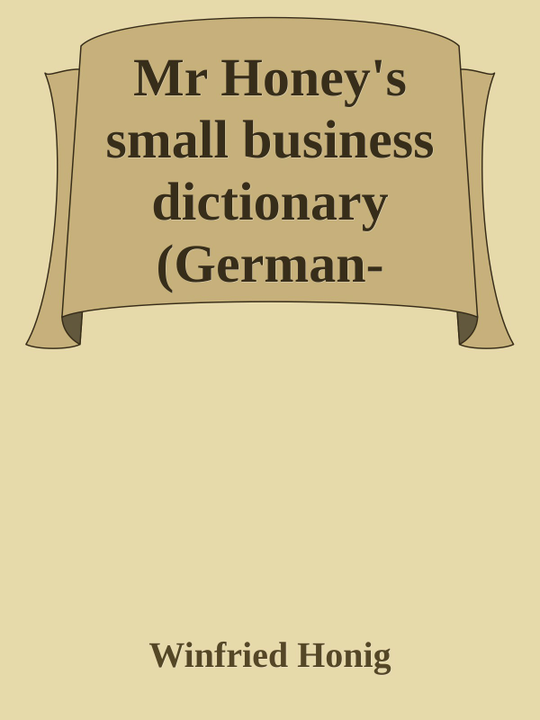 Mr Honey's
small business
dictionary
(German-
Winfried Honig